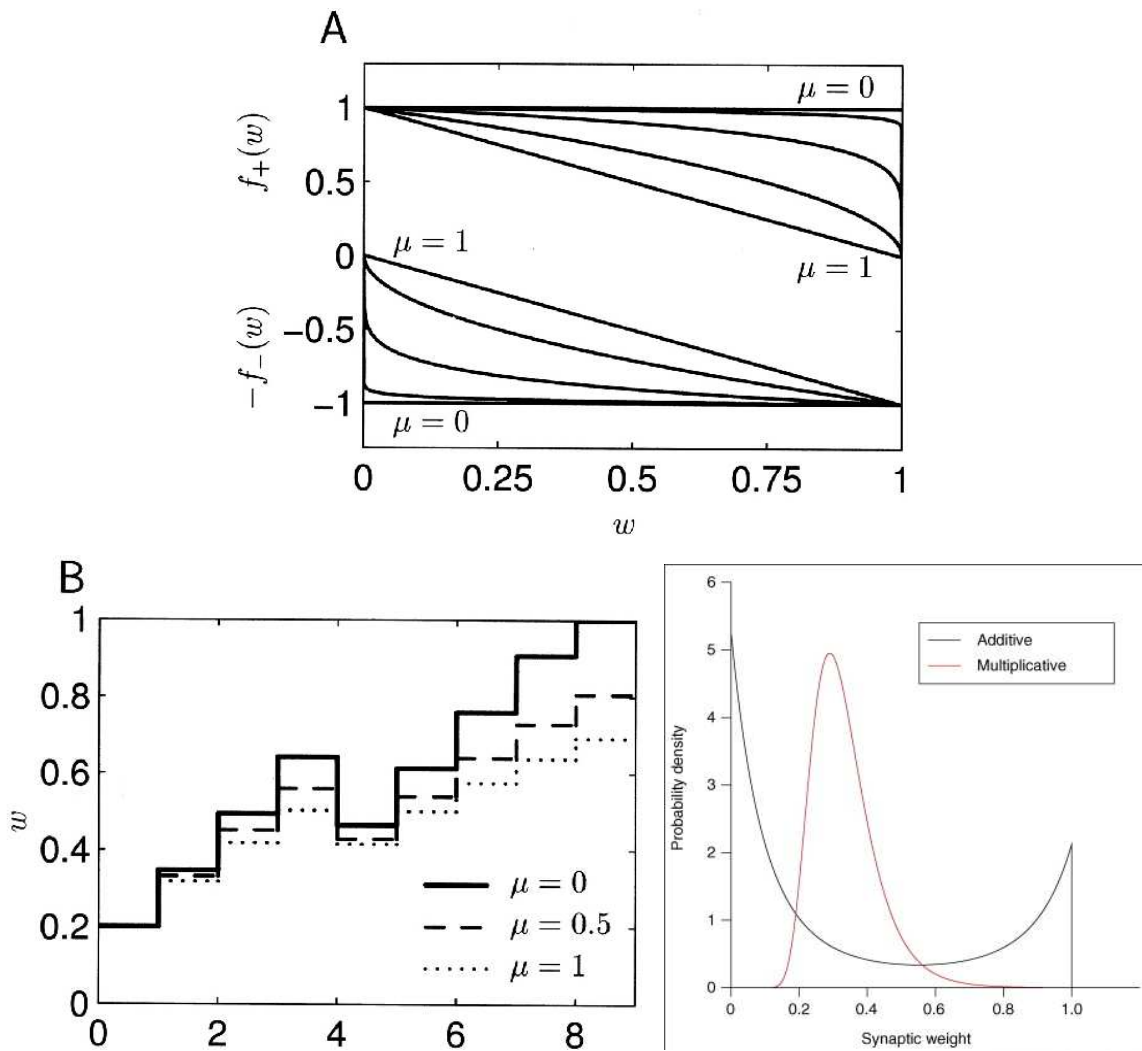 A
f₊(w)
−f₋(w)
1
0.5
0
−0.5
−1
μ = 0
μ = 1
μ = 1
μ = 0
0
0.25
0.5
0.75
1
w
B
w
1
0.8
0.6
0.4
0.2
0
μ = 0
μ = 0.5
μ = 1
0
2
4
6
8
Probability density
6
5
4
3
2
1
0
Additive
Multiplicative
0
0.2
0.4
0.6
0.8
1.0
Synaptic weight